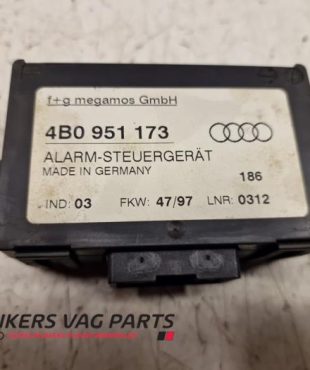 f+g megamos GmbH
4B0 951 173
ALARM-STEUERGERÄT
MADE IN GERMANY 186
IND: 03 FKW: 47/97 LNR: 0312
NKERS VAG PARTS